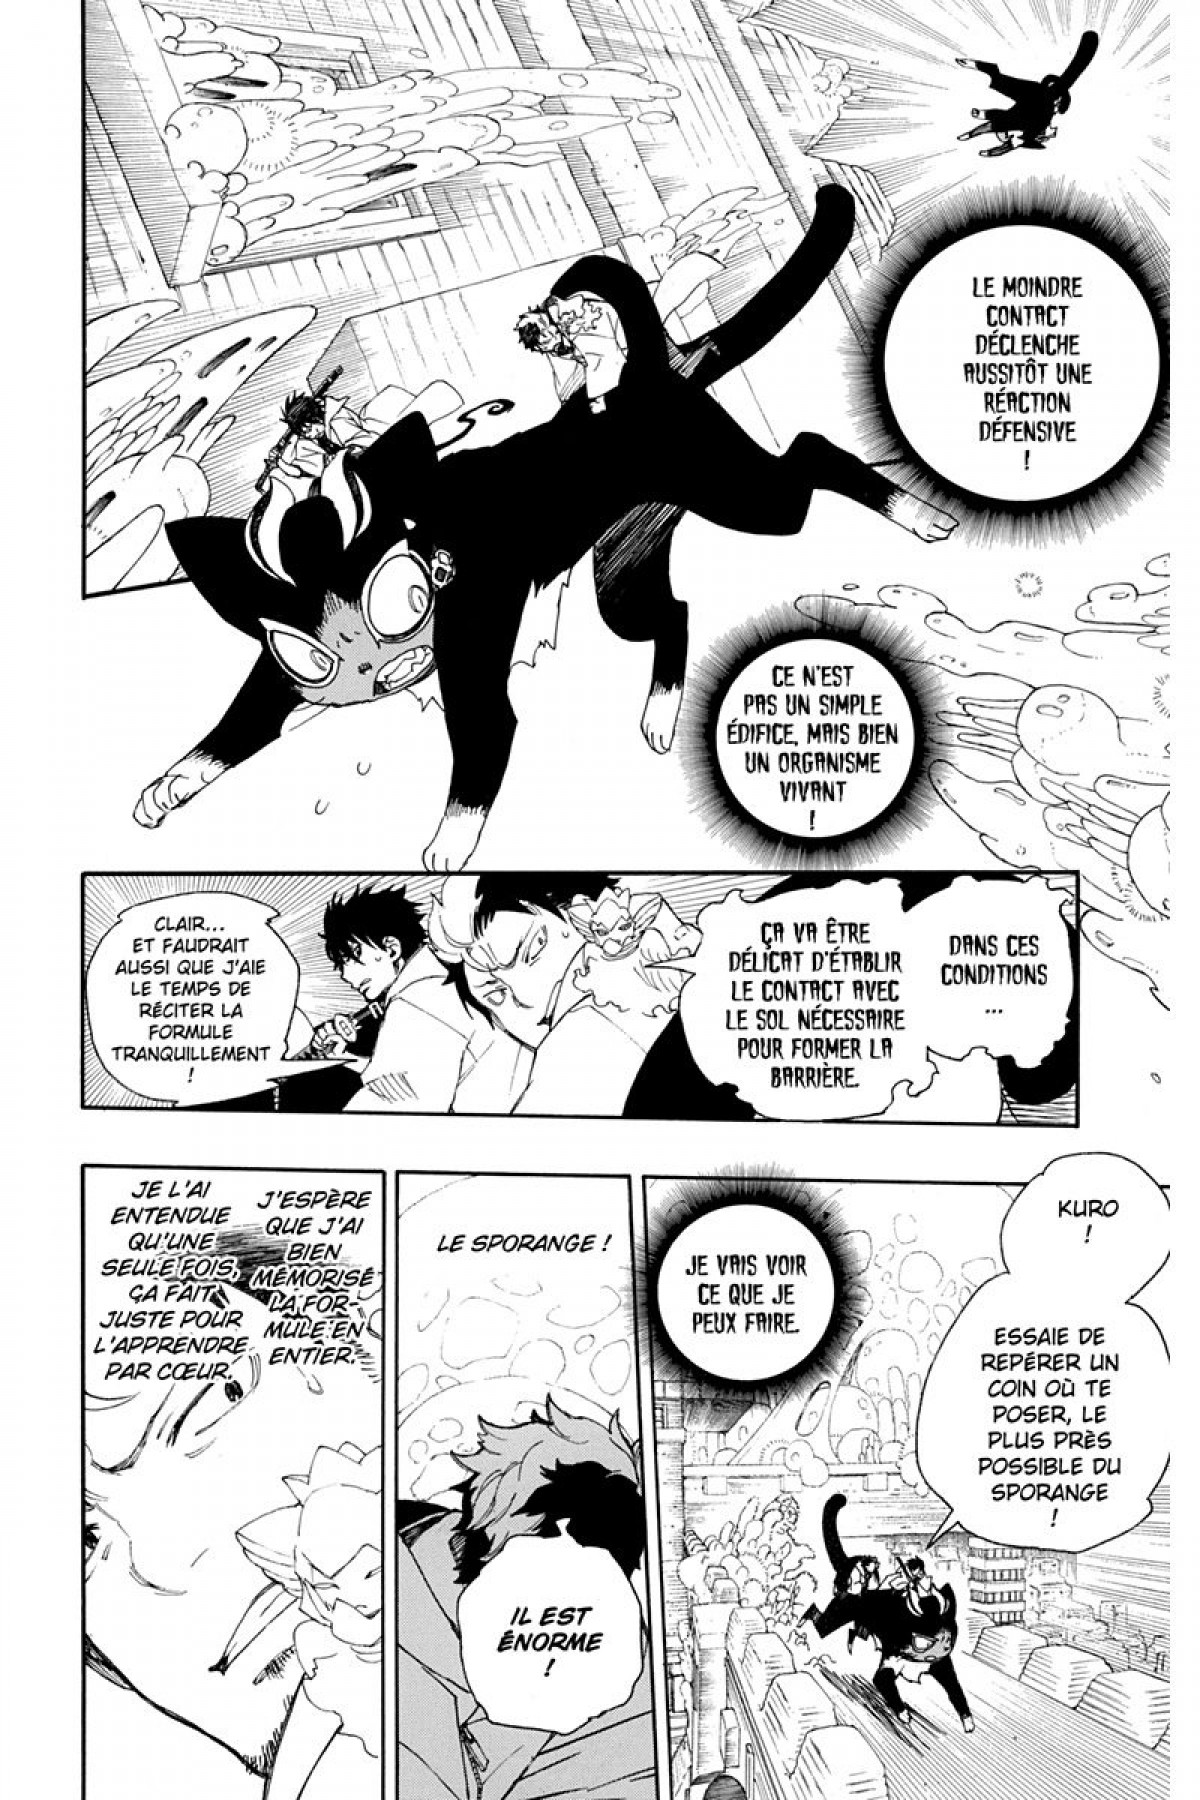 LE MOINDRE
CONTACT
DÉCLENCHE
AUSSITÔT UNE
RÉACTION
DÉFENSIVE
!
CE N'EST
PAS UN SIMPLE
ÉDIFICE, MAIS BIEN
UN ORGANISME
VIVANT
!
DANS CES
CONDITIONS
...
ÇA VA ÊTRE
DÉLICAT D'ÉTABLIR
LE CONTACT AVEC
LE SOL NÉCESSAIRE
POUR FORMER LA
BARRIÈRE.
CLAIR...
ET FAUDRAIT
AUSSI QUE J'AIE
LE TEMPS DE
RÉCITER LA
FORMULE
TRANQUILLEMENT
!
KURO
!
ESSAIE DE
REPÉRER UN
COIN OÙ TE
POSER, LE
PLUS PRÈS
POSSIBLE DU
SPORANGE
!
JE VAIS VOIR
CE QUE JE
PEUX FAIRE.
LE SPORANGE !
IL EST
ÉNORME
!
J'ESPÈRE
QUE J'AI
BIEN
MÉMORISÉ
LA FOR-
MULE EN
ENTIER.
JE L'AI
ENTENDUE
QU'UNE
SEULE FOIS,
ÇA FAIT
JUSTE POUR
L'APPRENDRE
PAR CŒUR.